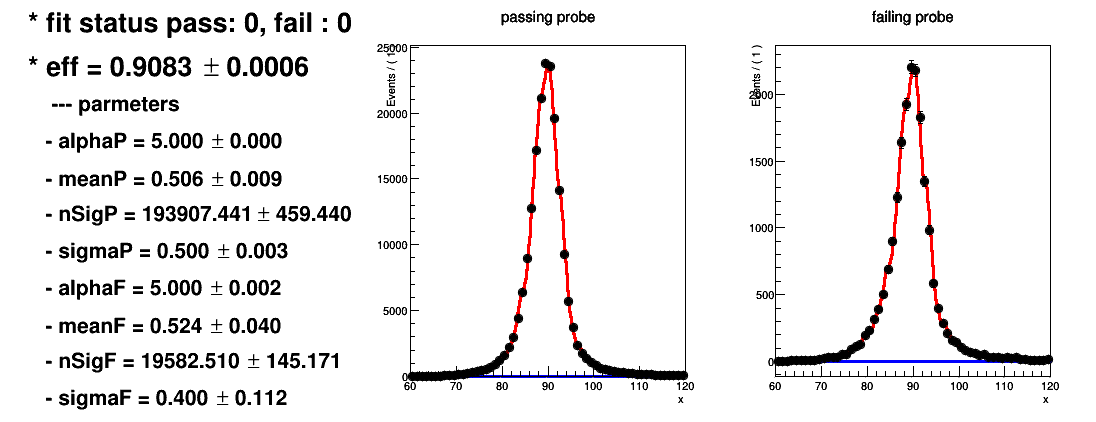 * fit status pass: 0, fail : 0
* eff = 0.9083 ± 0.0006
--- parmeters
- alphaP = 5.000 ± 0.000
- meanP = 0.506 ± 0.009
- nSigP = 193907.441 ± 459.440
- sigmaP = 0.500 ± 0.003
- alphaF = 5.000 ± 0.002
- meanF = 0.524 ± 0.040
- nSigF = 19582.510 ± 145.171
- sigmaF = 0.400 ± 0.112
passing probe
Events / ( 1 )
25000
20000
15000
10000
5000
0
60 70 80 90 100 110 120
x
failing probe
Events / ( 1 )
2000
1500
1000
500
0
60 70 80 90 100 110 120
x